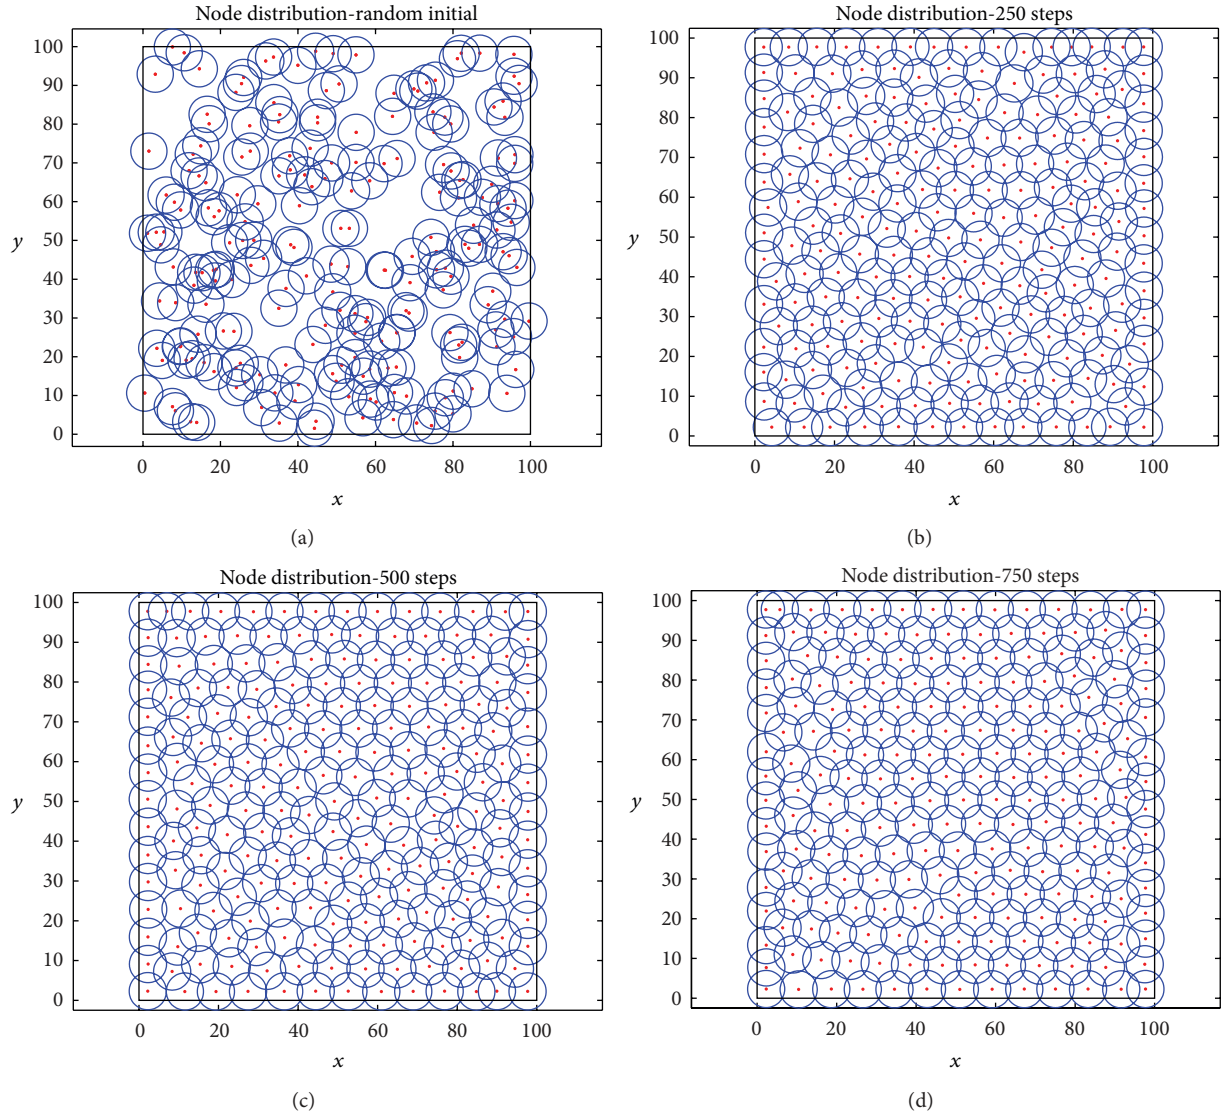 Node distribution-random initial
100
90
80
70
60
50
40
30
20
10
0
y
0 20 40 60 80 100
x
(a)
Node distribution-250 steps
100
90
80
70
60
50
40
30
20
10
0
y
0 20 40 60 80 100
x
(b)
Node distribution-500 steps
100
90
80
70
60
50
40
30
20
10
0
y
0 20 40 60 80 100
x
(c)
Node distribution-750 steps
100
90
80
70
60
50
40
30
20
10
0
y
0 20 40 60 80 100
x
(d)